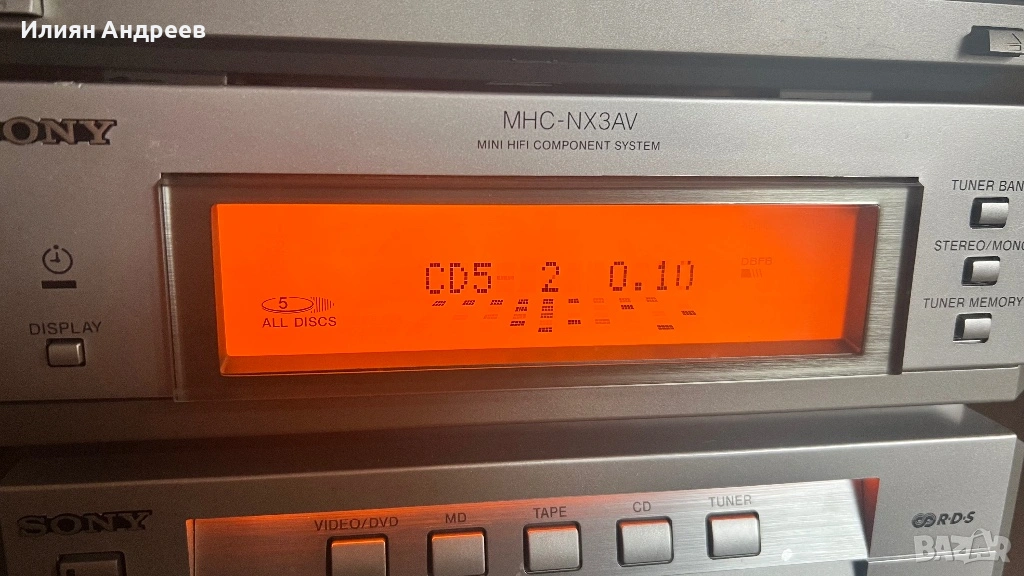 Илиян Андреев
SONY
MHC-NX3AV
MINI HIFI COMPONENT SYSTEM
TUNER BAN
STEREO/MONO
TUNER MEMORY
DISPLAY
DBFB
CD5 2 0.10
5
ALL DISCS
SONY
VIDEO/DVD
MD
TAPE
CD
TUNER
R·D·S
BAZAR